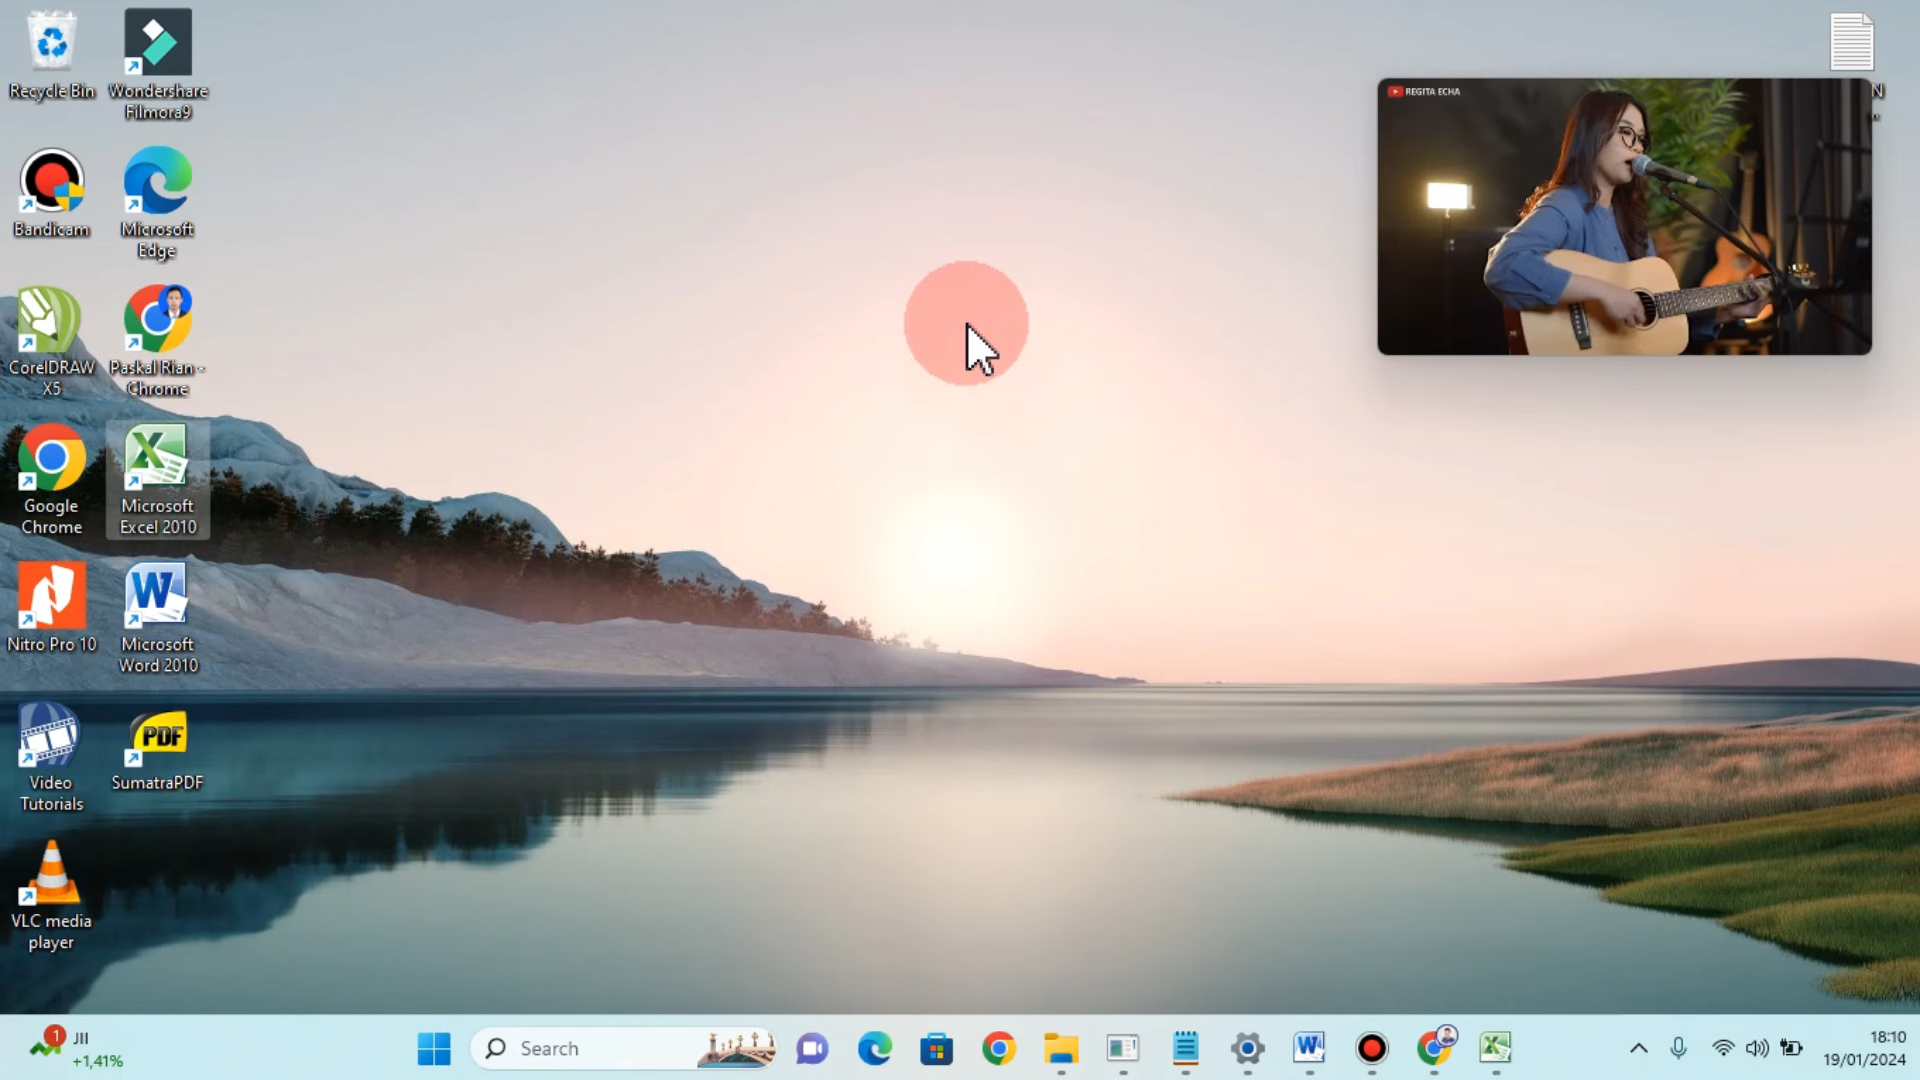 Recycle Bin
Wondershare
Filmora9
Bandicam
Microsoft
Edge
CorelDRAW
X5
Paskal Rian -
Chrome
Google
Chrome
Microsoft
Excel 2010
Nitro Pro 10
Microsoft
Word 2010
Video
Tutorials
SumatraPDF
PDF
VLC media
player
REGITA ECHA
N
1
JII
+1,41%
Search
18:10
19/01/2024